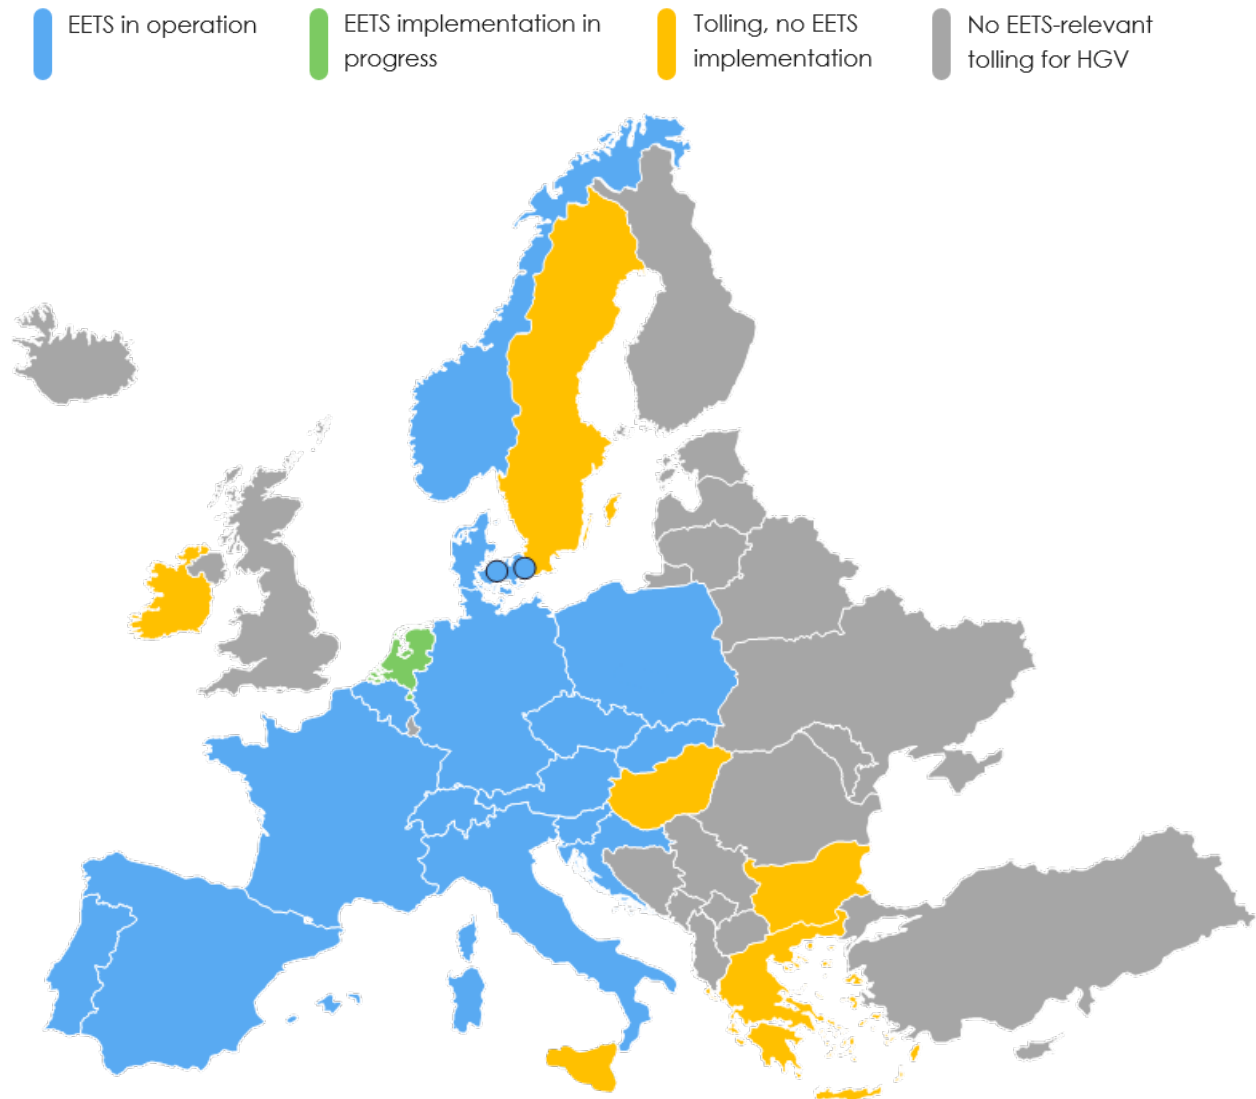 EETS in operation
EETS implementation in
progress
Tolling, no EETS
implementation
No EETS-relevant
tolling for HGV